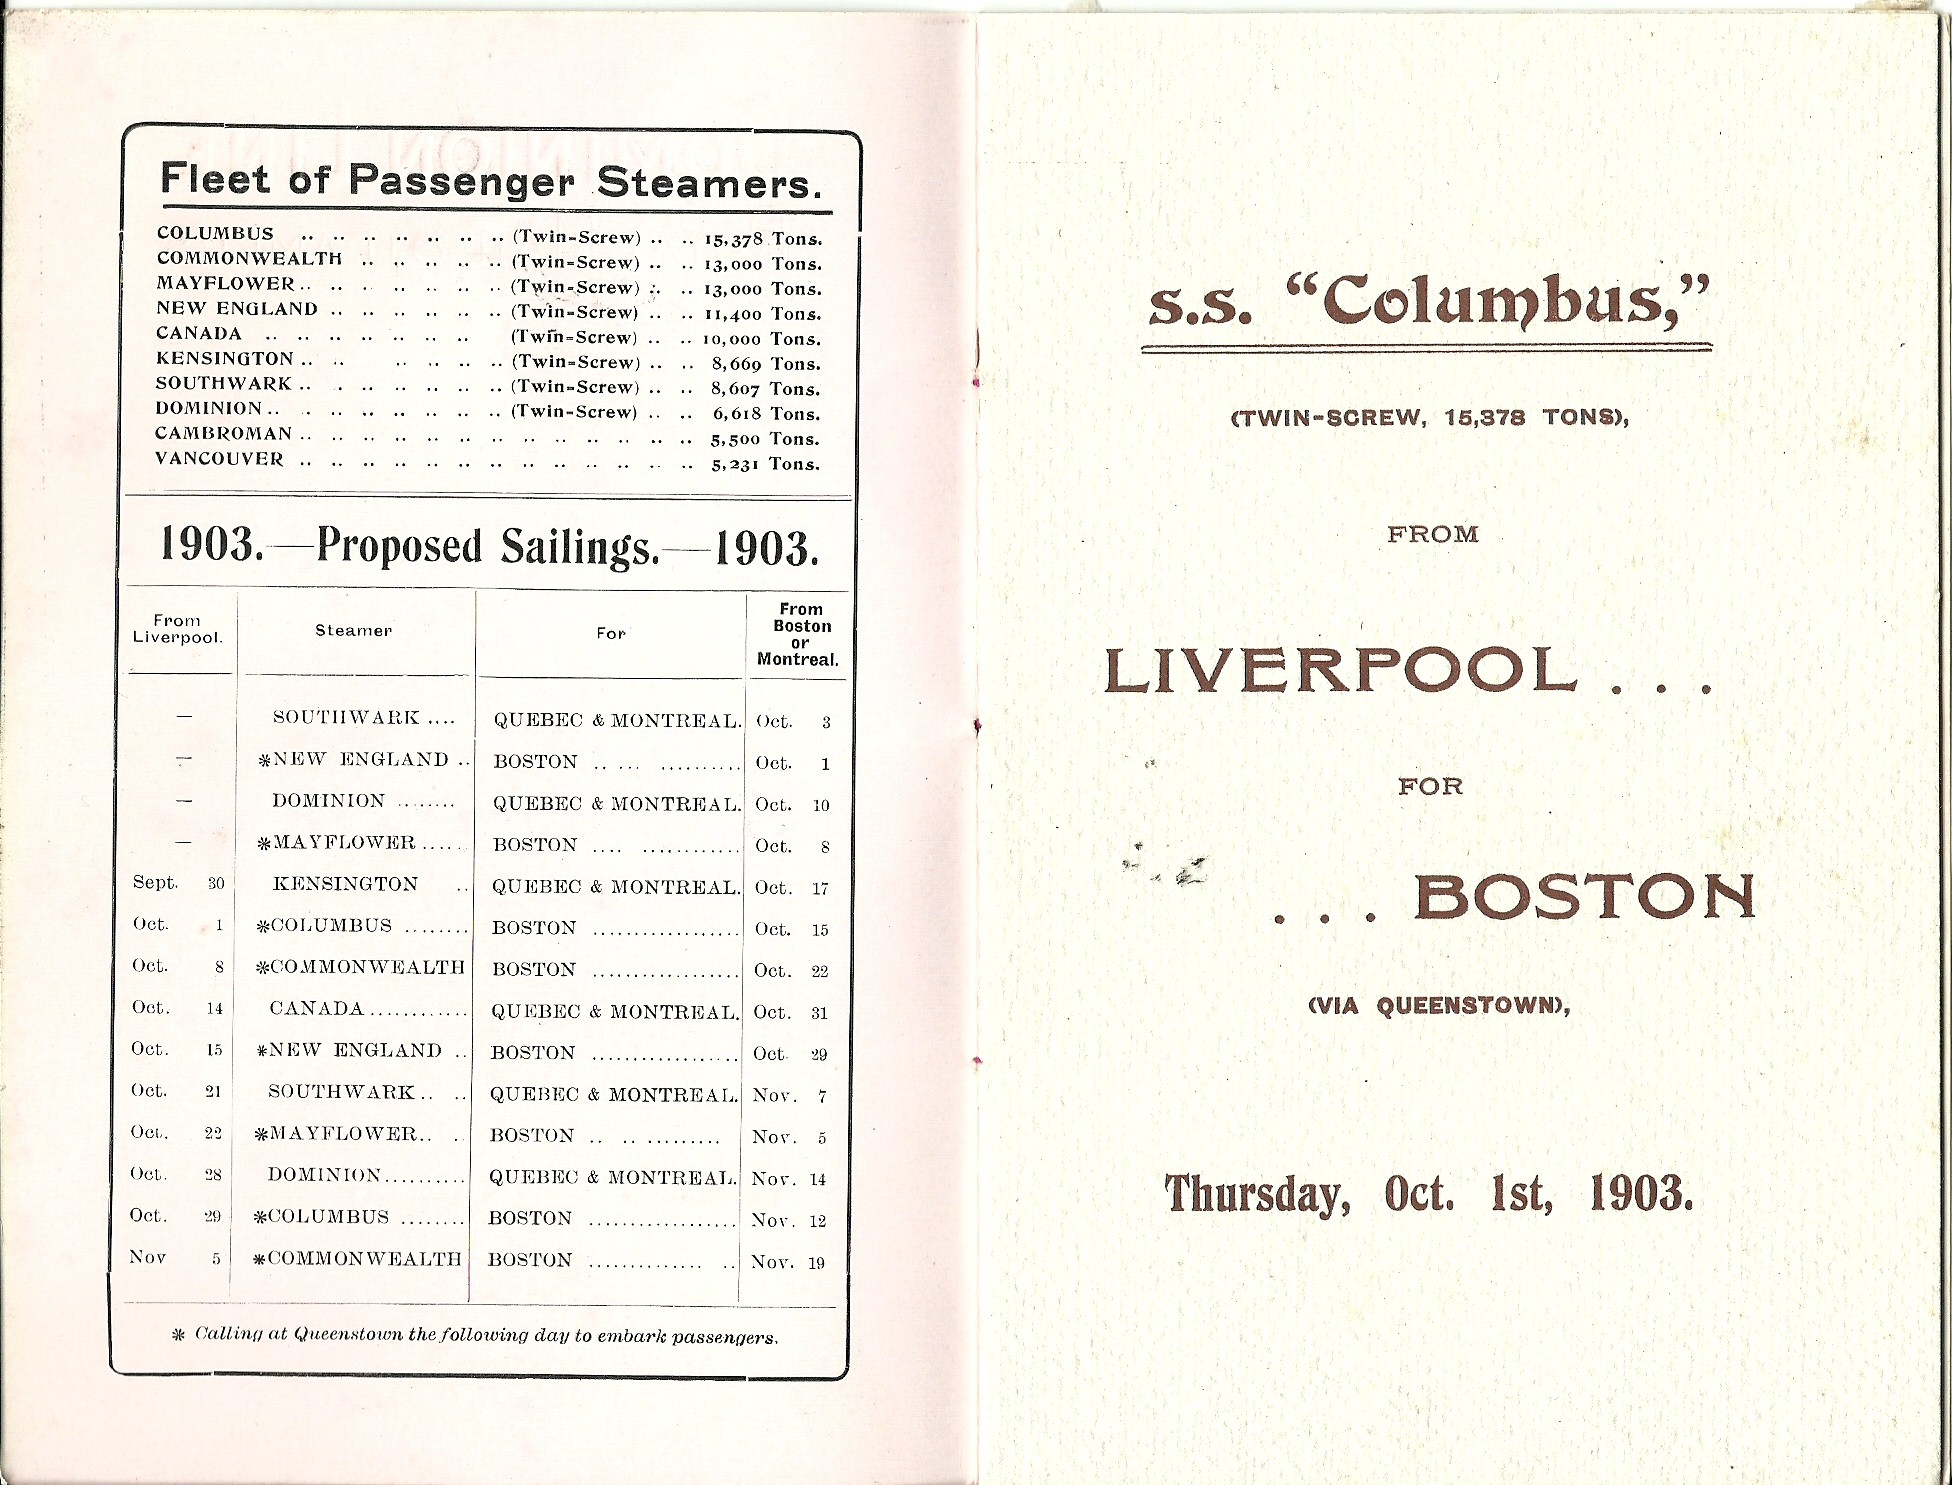 Fleet of Passenger Steamers.
COLUMBUS .. .. .. .. .. .. .. (Twin-Screw) .. .. 15,378 Tons.
COMMONWEALTH .. .. .. .. .. (Twin-Screw) .. .. 13,000 Tons.
MAYFLOWER .. .. .. .. .. .. .. (Twin-Screw) .. .. 13,000 Tons.
NEW ENGLAND .. .. .. .. .. .. (Twin-Screw) .. .. 11,400 Tons.
CANADA .. .. .. .. .. .. .. (Twin-Screw) .. .. 10,000 Tons.
KENSINGTON .. .. .. .. .. .. (Twin-Screw) .. .. 8,669 Tons.
SOUTHWARK .. .. .. .. .. .. .. (Twin-Screw) .. .. 8,607 Tons.
DOMINION .. .. .. .. .. .. .. .. (Twin-Screw) .. .. 6,618 Tons.
CAMBROMAN .. .. .. .. .. .. .. .. .. .. .. .. .. 5,500 Tons.
VANCOUVER .. .. .. .. .. .. .. .. .. .. .. .. .. 5,231 Tons.
1903.—Proposed Sailings.—1903.
From Liverpool. Steamer For From Boston or Montreal.
— SOUTHWARK .... QUEBEC & MONTREAL. Oct. 3
— *NEW ENGLAND .. BOSTON .. ... .......... Oct. 1
— DOMINION ........ QUEBEC & MONTREAL. Oct. 10
— *MAYFLOWER ..... BOSTON .... ............ Oct. 8
Sept. 30 KENSINGTON .. QUEBEC & MONTREAL. Oct. 17
Oct. 1 *COLUMBUS ........ BOSTON .................. Oct. 15
Oct. 8 *COMMONWEALTH BOSTON .................. Oct. 22
Oct. 14 CANADA ............ QUEBEC & MONTREAL. Oct. 31
Oct. 15 *NEW ENGLAND .. BOSTON .................. Oct. 29
Oct. 21 SOUTHWARK .. .. QUEBEC & MONTREAL. Nov. 7
Oct. 22 *MAYFLOWER .. . BOSTON .. .. ......... Nov. 5
Oct. 28 DOMINION .......... QUEBEC & MONTREAL. Nov. 14
Oct. 29 *COLUMBUS ........ BOSTON .................. Nov. 12
Nov 5 *COMMONWEALTH BOSTON .............. .. Nov. 19
* Calling at Queenstown the following day to embark passengers.
s.s. “Columbus,”
(TWIN-SCREW, 15,378 TONS),
FROM
LIVERPOOL . . .
FOR
. . . BOSTON
(VIA QUEENSTOWN),
Thursday, Oct. 1st, 1903.